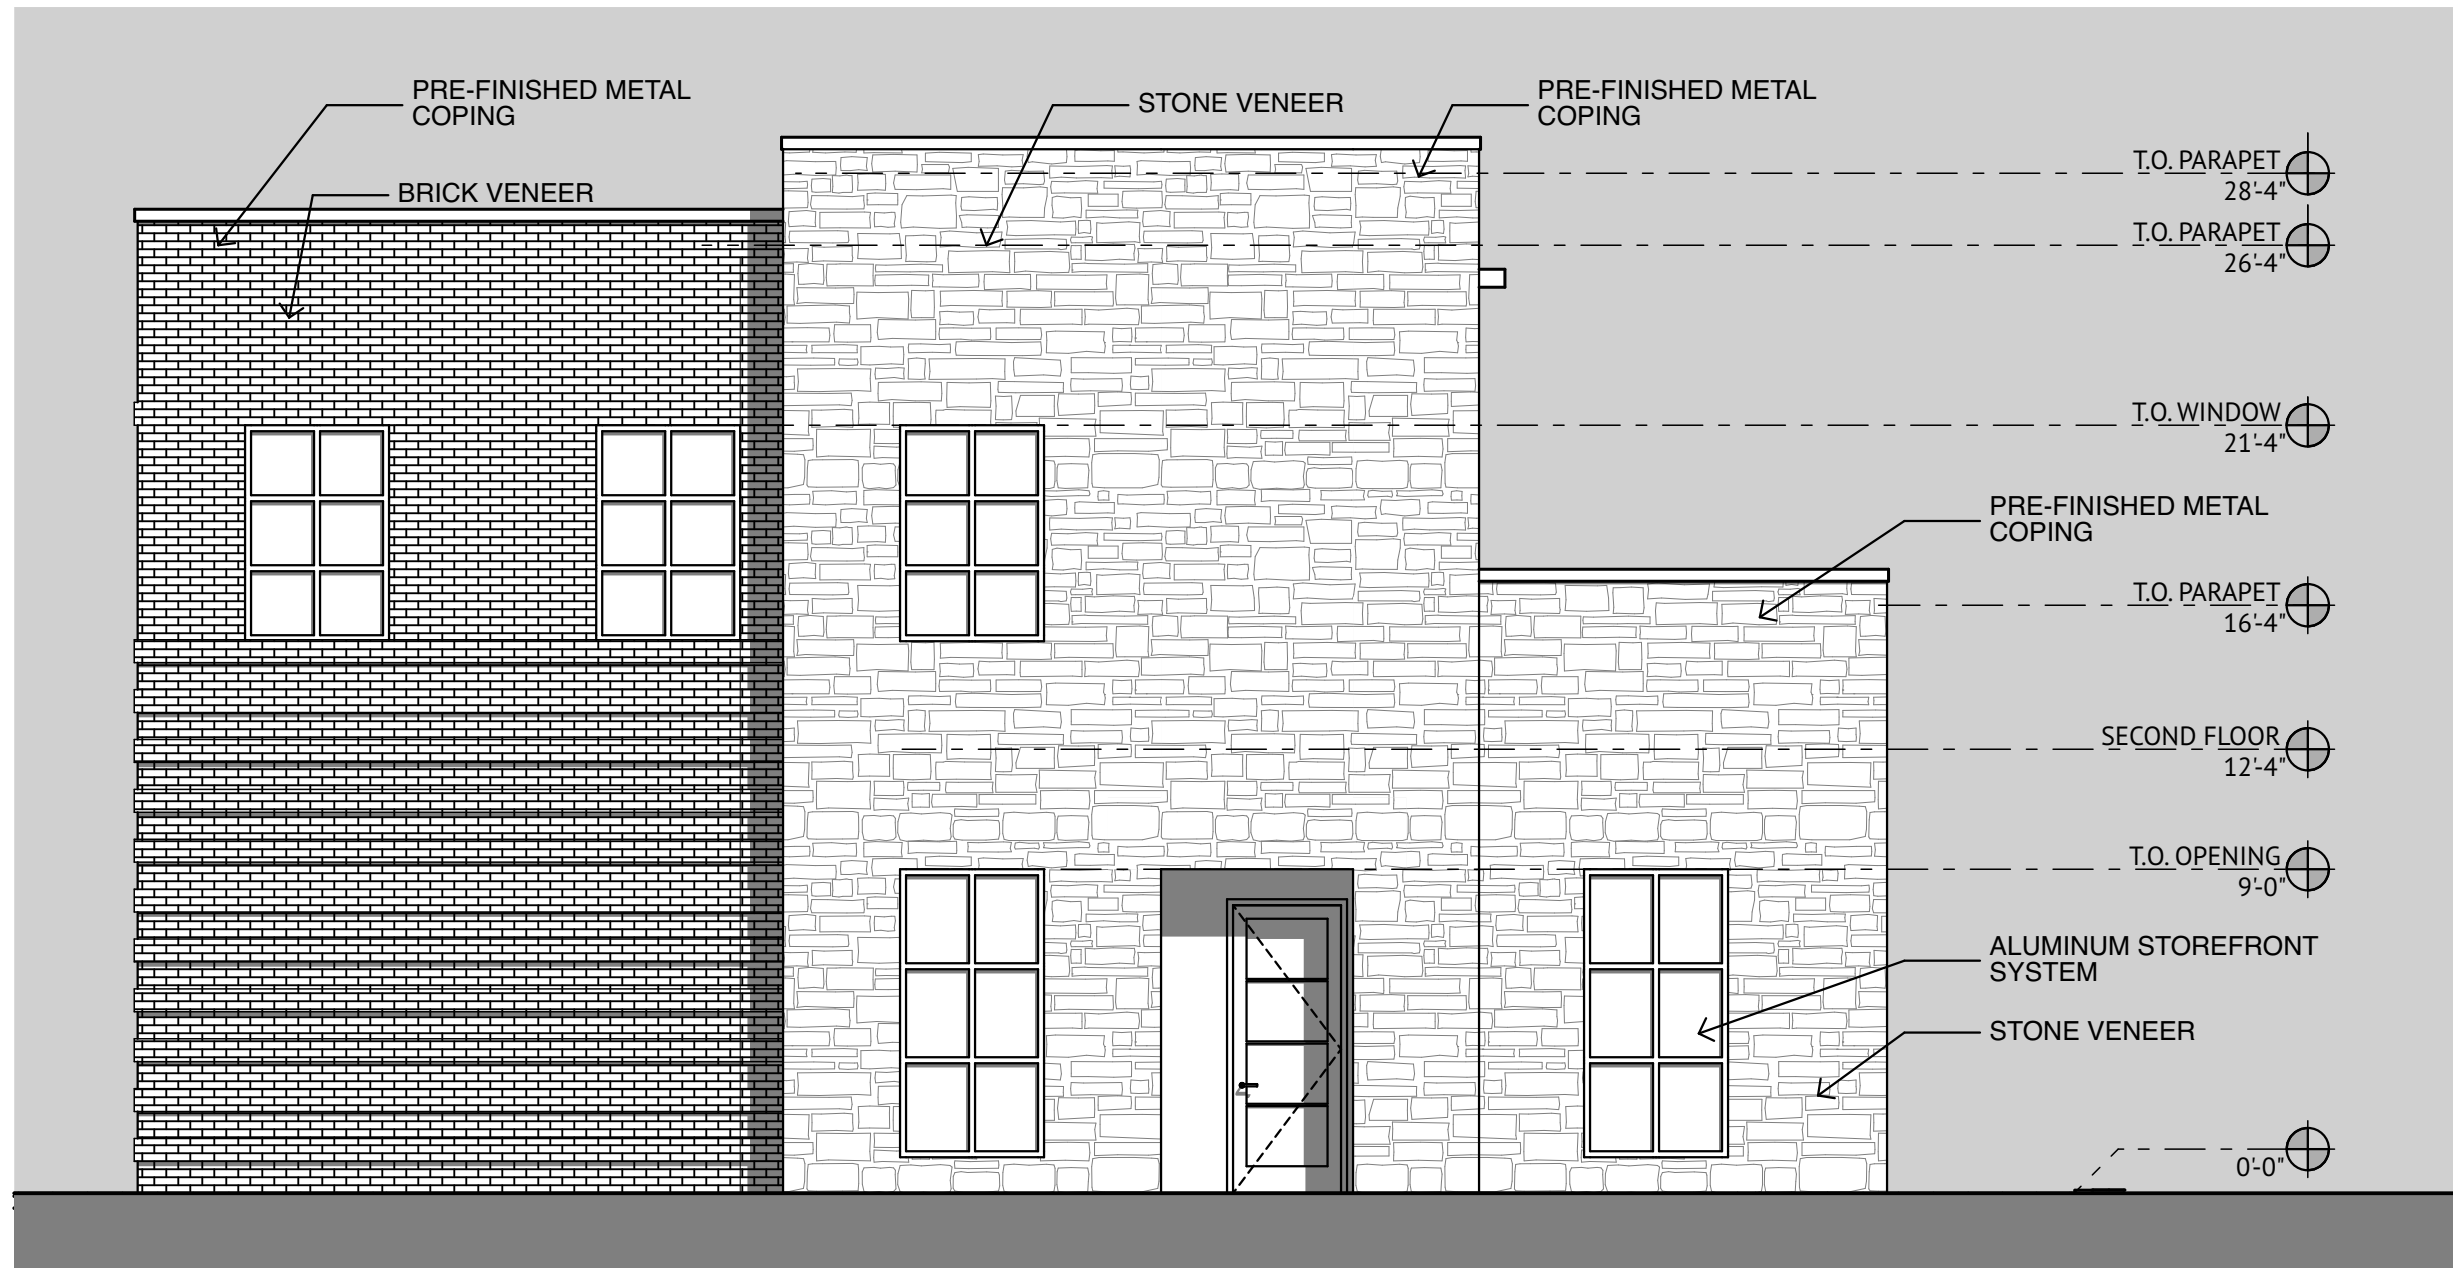 PRE-FINISHED METAL
COPING
STONE VENEER
PRE-FINISHED METAL
COPING
BRICK VENEER
T.O. PARAPET
28'-4"
T.O. PARAPET
26'-4"
T.O. WINDOW
21'-4"
PRE-FINISHED METAL
COPING
T.O. PARAPET
16'-4"
SECOND FLOOR
12'-4"
T.O. OPENING
9'-0"
ALUMINUM STOREFRONT
SYSTEM
STONE VENEER
0'-0"